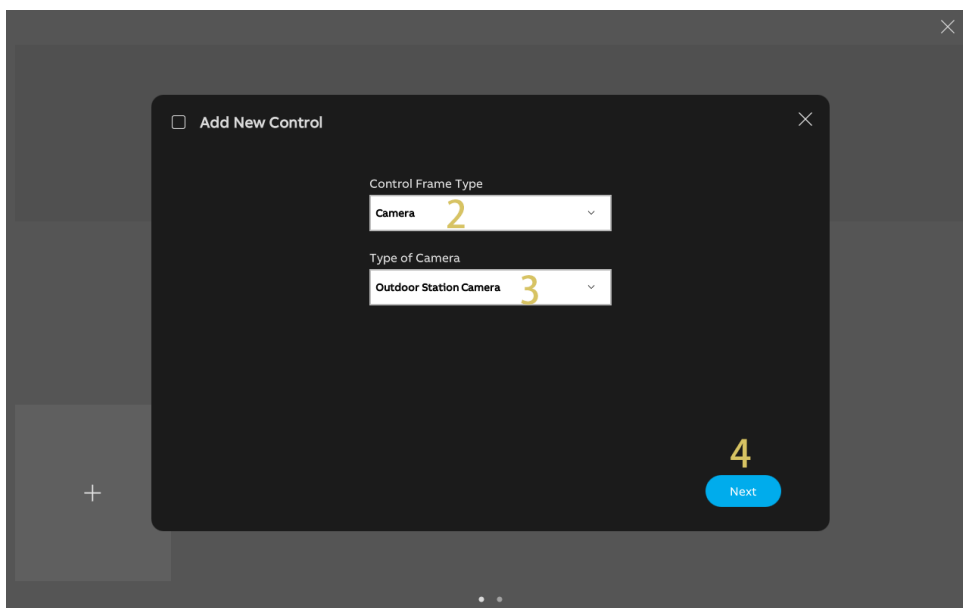 Add New Control
Control Frame Type
Camera 2
Type of Camera
Outdoor Station Camera 3
4
Next